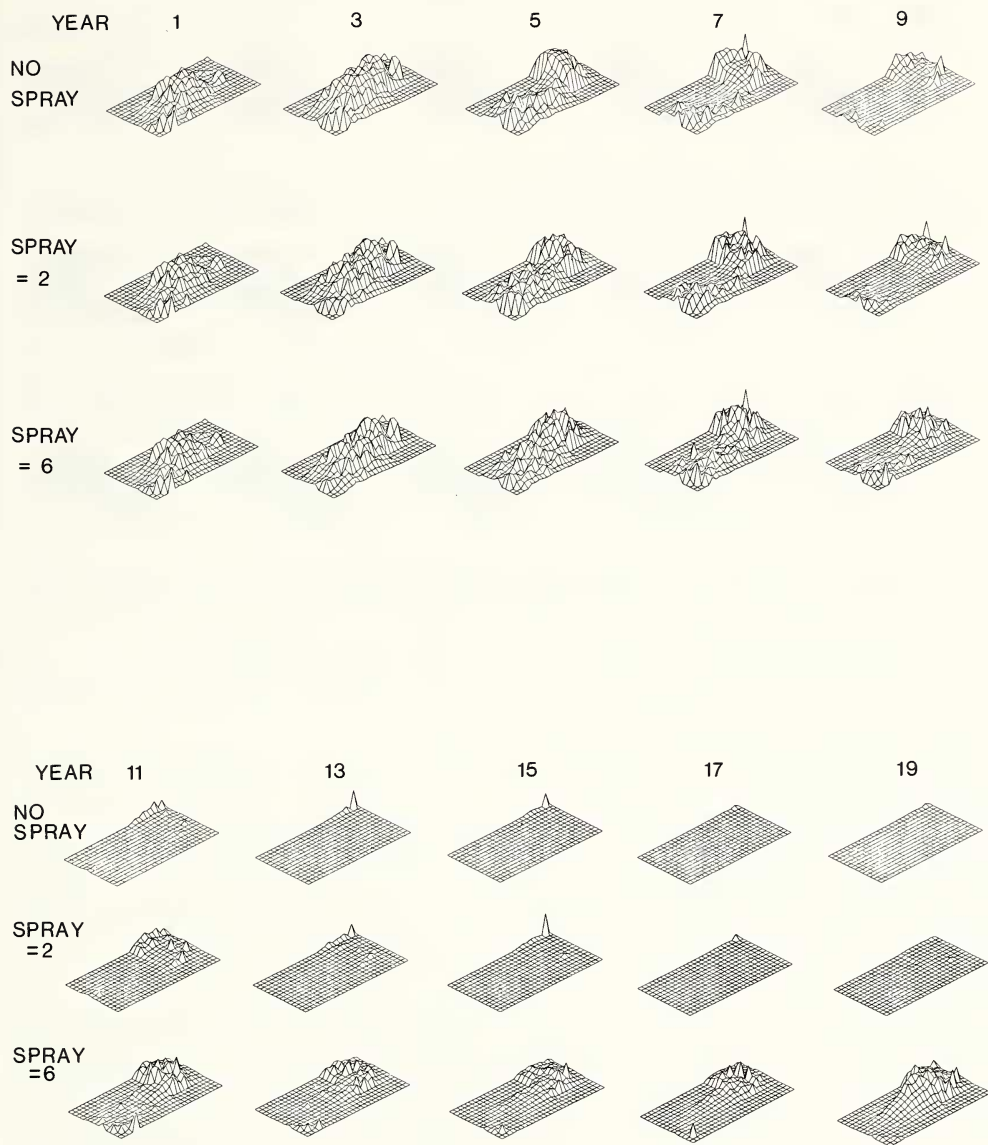 YEAR 1 3 5 7 9
NO
SPRAY
SPRAY
= 2
SPRAY
= 6
YEAR 11 13 15 17 19
NO
SPRAY
SPRAY
=2
SPRAY
=6